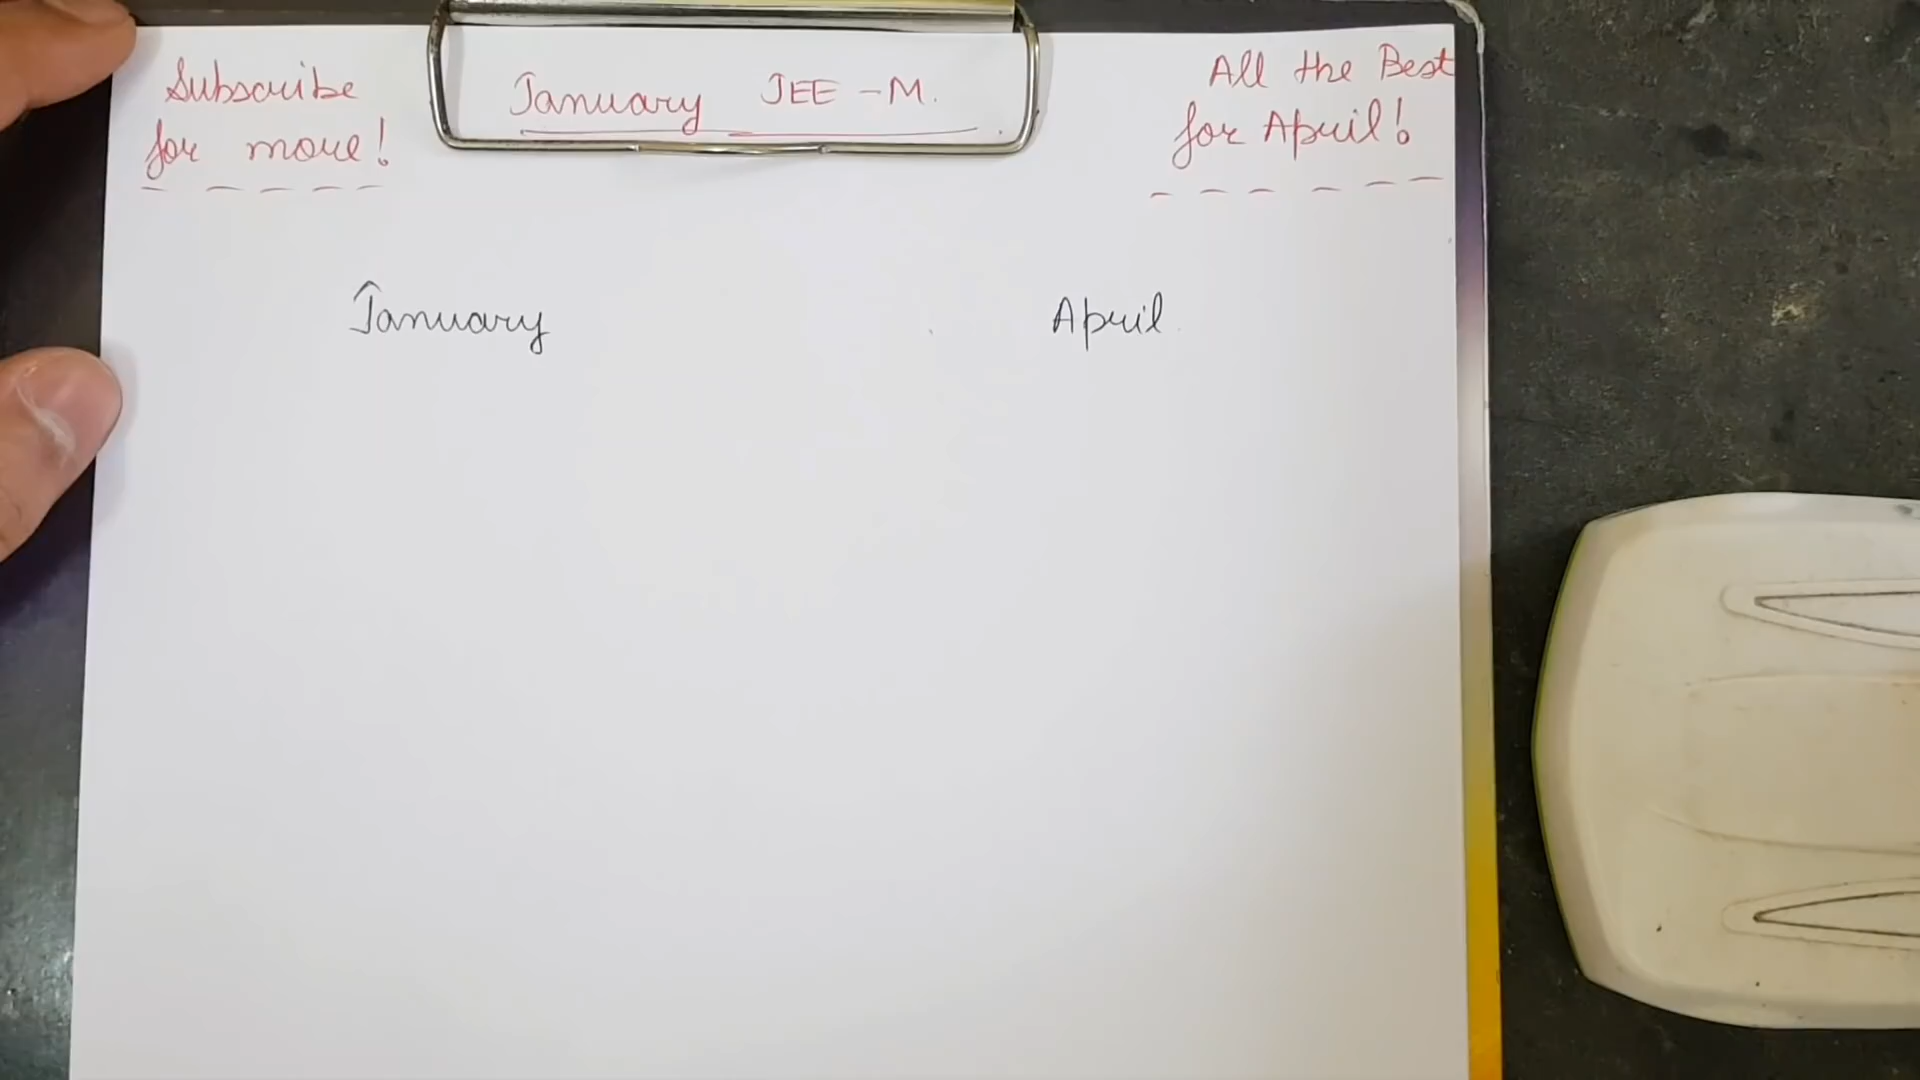 Subscribe
for more!
January JEE-M.
All the Best
for April!
January
April